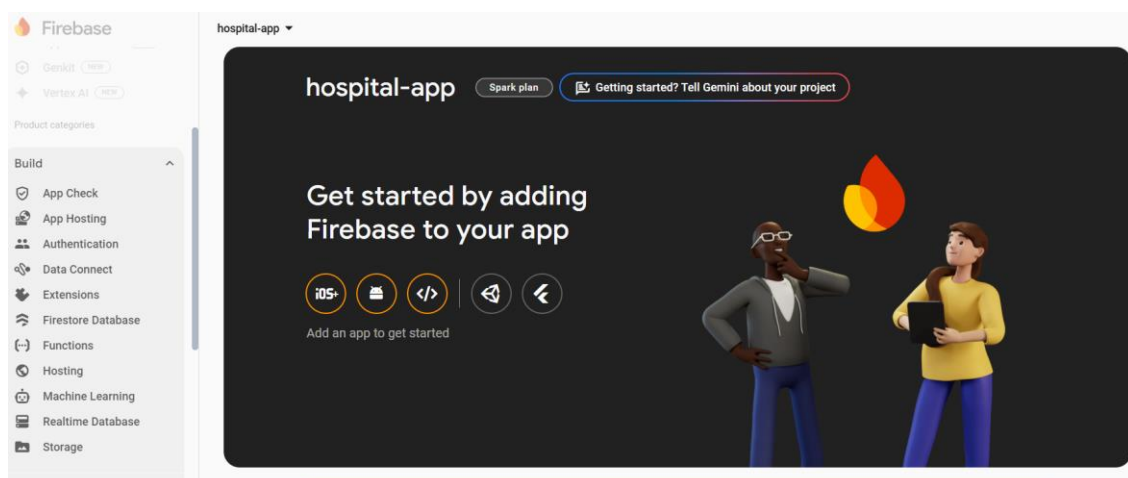 Firebase
Genkit NEW
Vertex AI NEW
Product categories
Build
App Check
App Hosting
Authentication
Data Connect
Extensions
Firestore Database
Functions
Hosting
Machine Learning
Realtime Database
Storage
hospital-app
hospital-app Spark plan Getting started? Tell Gemini about your project
Get started by adding
Firebase to your app
iOS+ </>
Add an app to get started